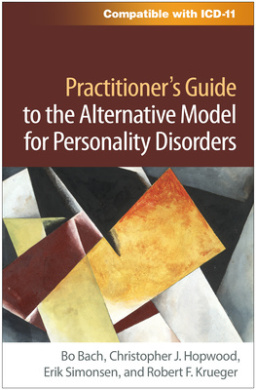 Compatible with ICD-11
Practitioner's Guide
to the Alternative Model
for Personality Disorders
Bo Bach, Christopher J. Hopwood,
Erik Simonsen, and Robert F. Krueger